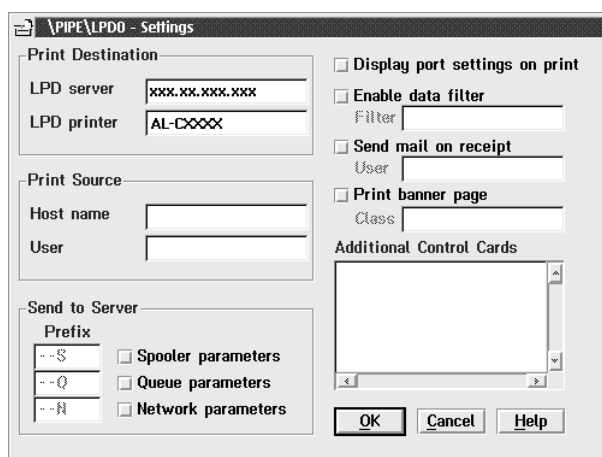 \PIPE\LPD0 - Settings
Print Destination
LPD server xxx.xx.xxx.xxx
LPD printer AL-CXXXX
Print Source
Host name
User
Send to Server
Prefix
--S Spooler parameters
--Q Queue parameters
--N Network parameters
Display port settings on print
Enable data filter
Filter
Send mail on receipt
User
Print banner page
Class
Additional Control Cards
OK Cancel Help